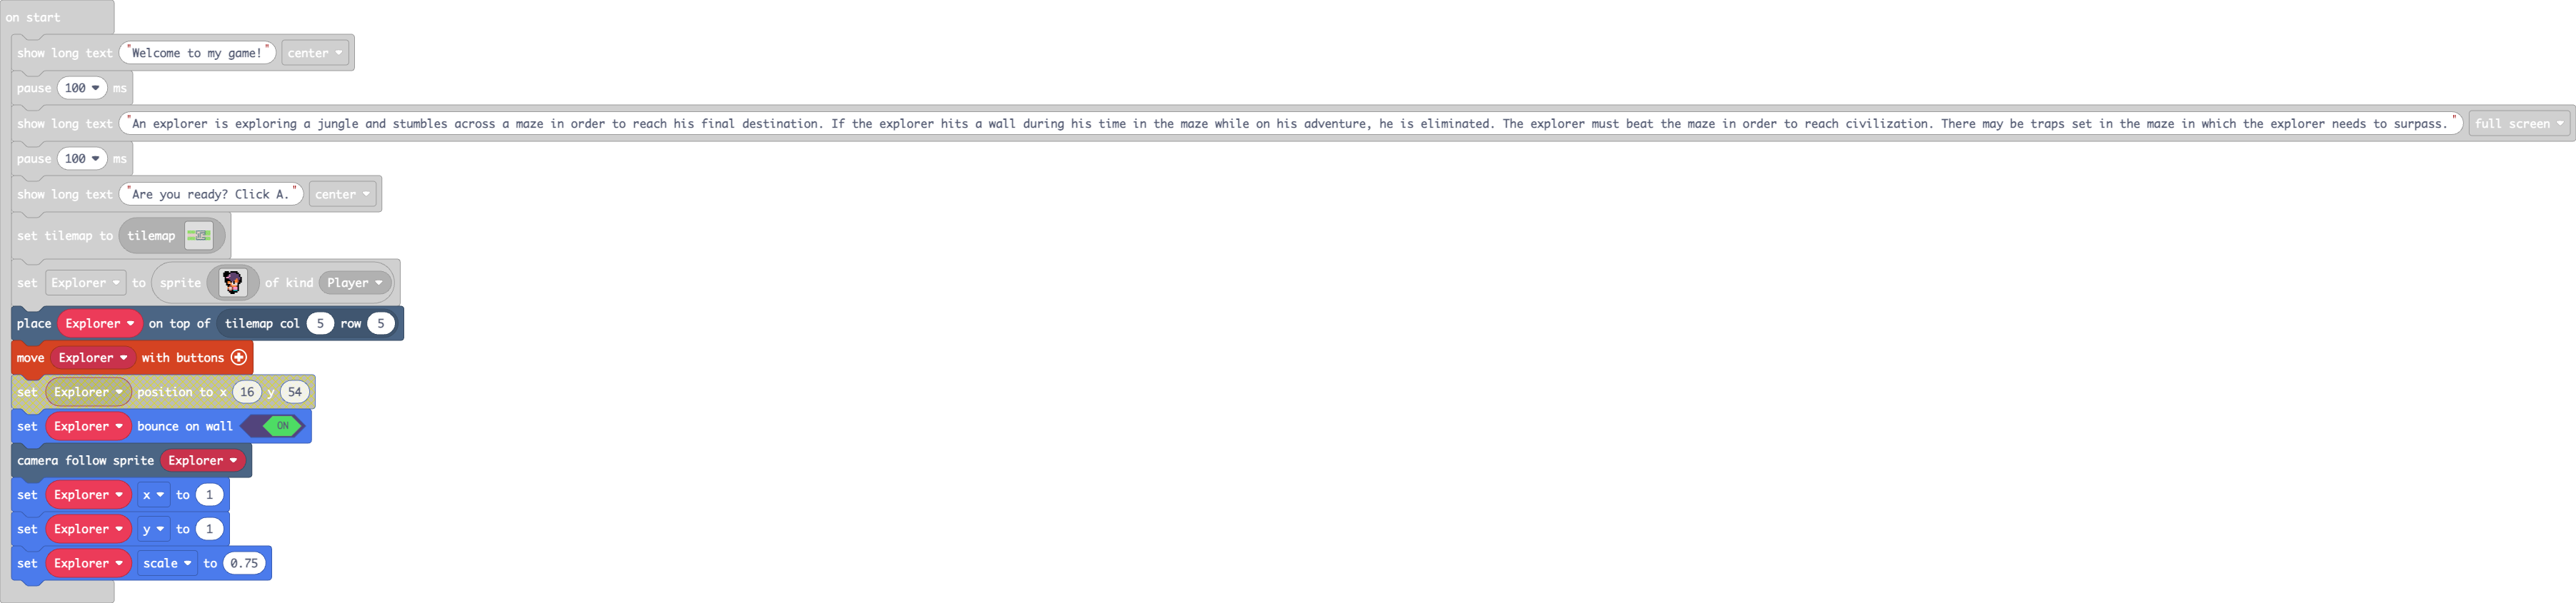 on start
show long text "Welcome to my game!" center
pause 100 ms
show long text "An explorer is exploring a jungle and stumbles across a maze in order to reach his final destination. If the explorer hits a wall during his time in the maze while on his adventure, he is eliminated. The explorer must beat the maze in order to reach civilization. There may be traps set in the maze in which the explorer needs to surpass." full screen
pause 100 ms
show long text "Are you ready? Click A." center
set tilemap to tilemap
set Explorer to sprite of kind Player
place Explorer on top of tilemap col 5 row 5
move Explorer with buttons
set Explorer position to x 16 y 54
set Explorer bounce on wall ON
camera follow sprite Explorer
set Explorer x to 1
set Explorer y to 1
set Explorer scale to 0.75